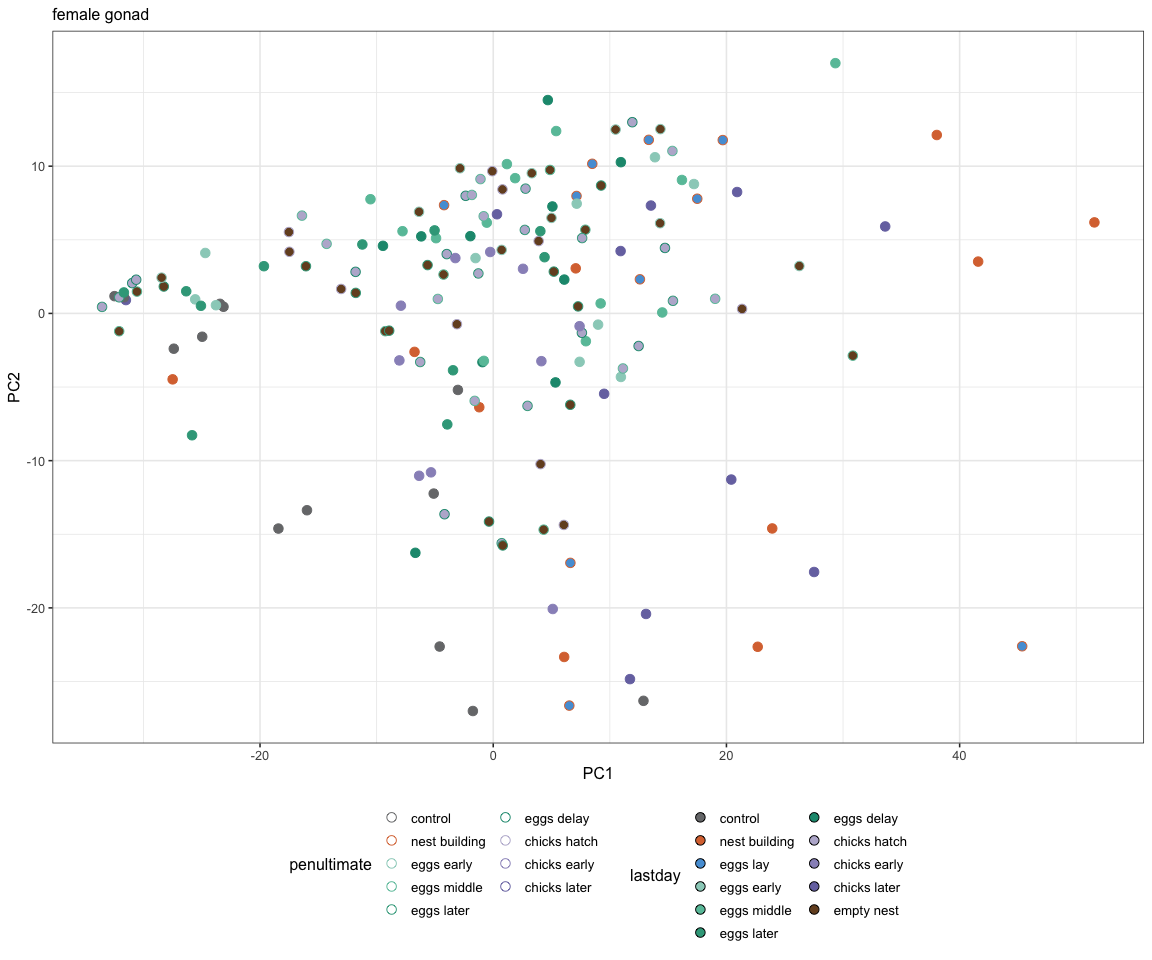 female gonad
PC2
10
0
-10
-20
-20
0
20
40
PC1
penultimate
control
nest building
eggs early
eggs middle
eggs later
eggs delay
chicks hatch
chicks early
chicks later
lastday
control
nest building
eggs lay
eggs early
eggs middle
eggs later
eggs delay
chicks hatch
chicks early
chicks later
empty nest